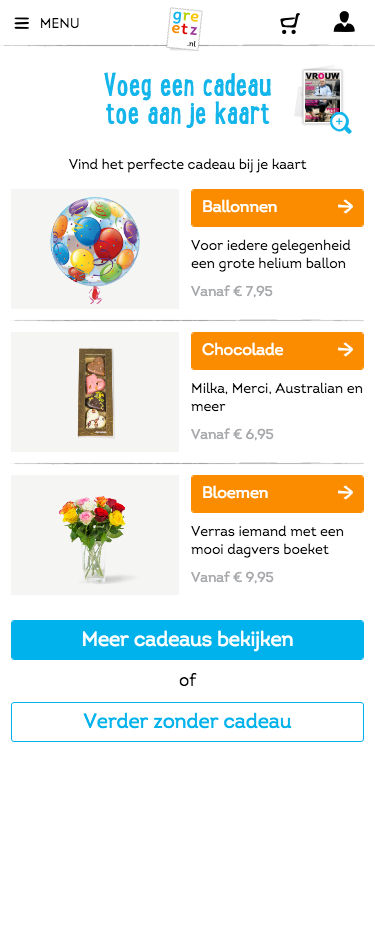 MENU
greetz
.nl
Voeg een cadeau
toe aan je kaart
VROUW
Vind het perfecte cadeau bij je kaart
Ballonnen
Voor iedere gelegenheid
een grote helium ballon
Vanaf € 7,95
Chocolade
Milka, Merci, Australian en
meer
Vanaf € 6,95
Bloemen
Verras iemand met een
mooi dagvers boeket
Vanaf € 9,95
Meer cadeaus bekijken
of
Verder zonder cadeau